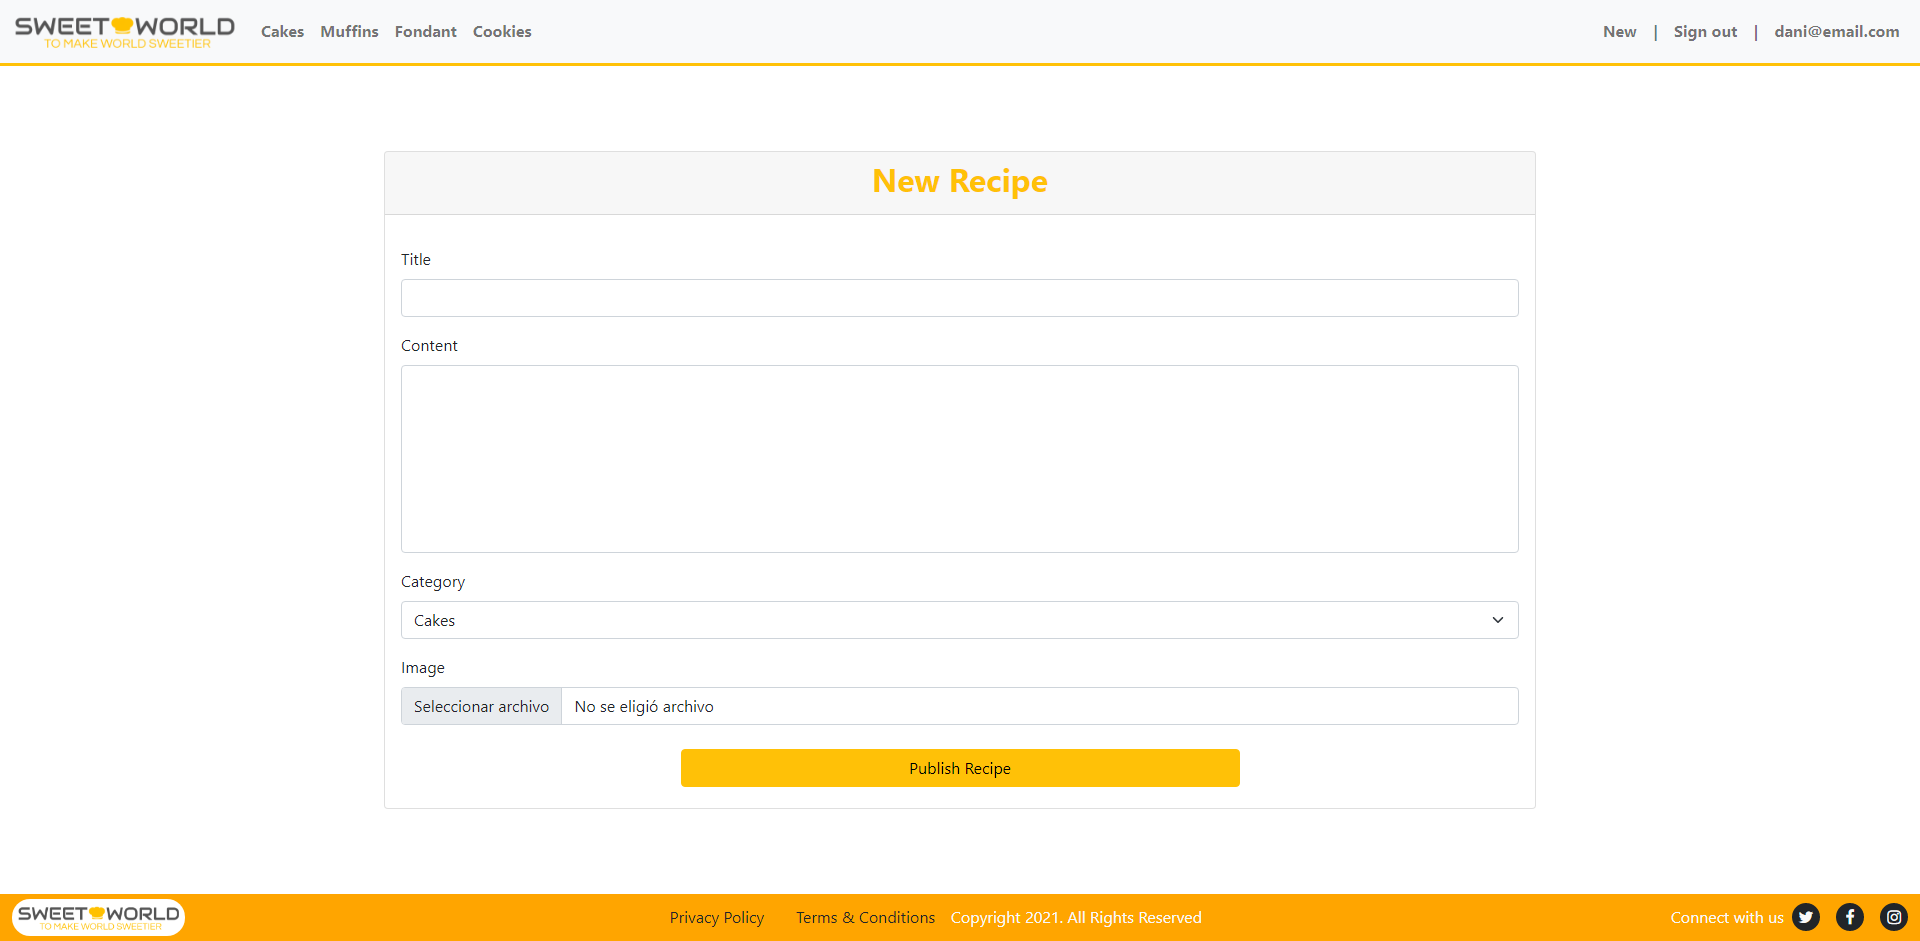 SWEET WORLD
TO MAKE WORLD SWEETIER
Cakes Muffins Fondant Cookies
New | Sign out | dani@email.com
New Recipe
Title
Content
Category
Cakes
Image
Seleccionar archivo No se eligió archivo
Publish Recipe
SWEET WORLD
TO MAKE WORLD SWEETIER
Privacy Policy Terms & Conditions Copyright 2021. All Rights Reserved
Connect with us